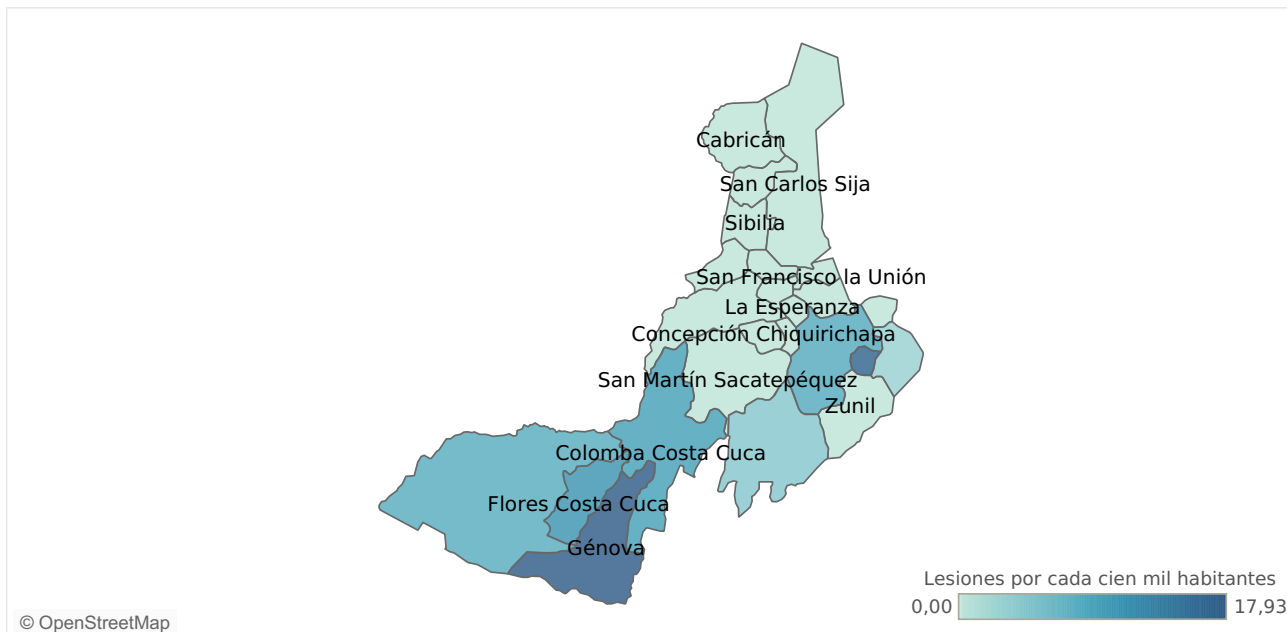 Cabricán
San Carlos Sija
Sibilia
San Francisco la Unión
La Esperanza
Concepción Chiquirichapa
San Martín Sacatepéquez
Zunil
Colomba Costa Cuca
Flores Costa Cuca
Génova
Lesiones por cada cien mil habitantes
0,00 17,93
© OpenStreetMap